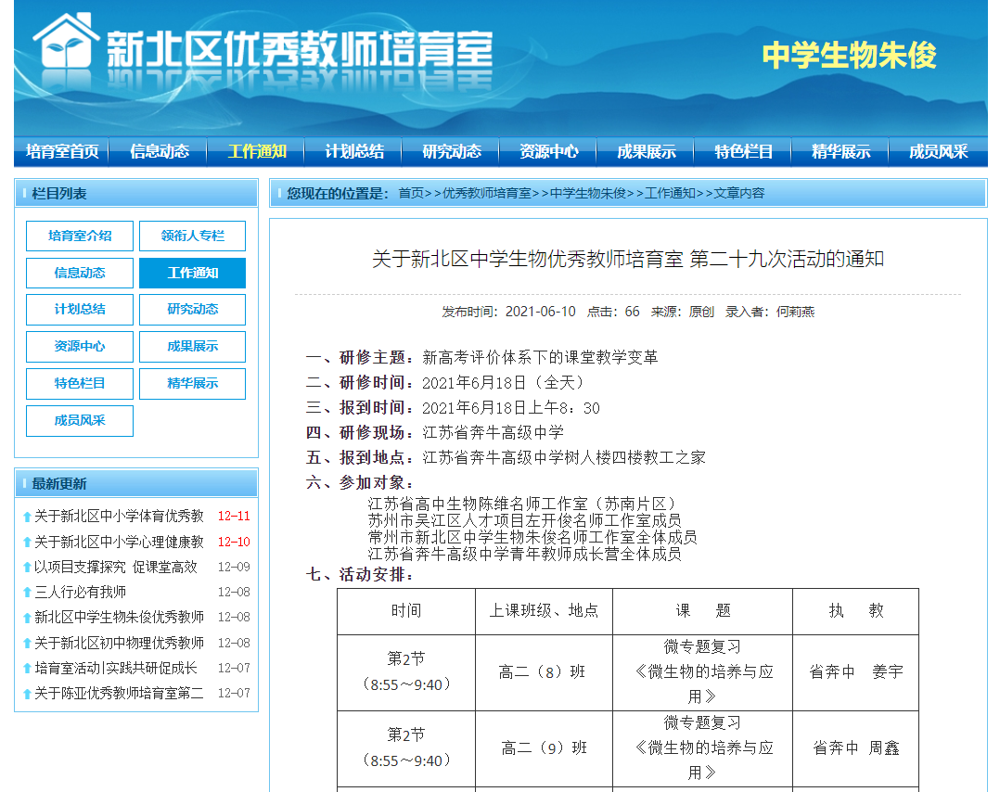 新北区优秀教师培育室
中学生物朱俊
培育室首页 信息动态 工作通知 计划总结 研究动态 资源中心 成果展示 特色栏目 精华展示 成员风采
栏目列表
培育室介绍 领衔人专栏
信息动态 工作通知
计划总结 研究动态
资源中心 成果展示
特色栏目 精华展示
成员风采
最新更新
关于新北区中小学体育优秀教 12-11
关于新北区中小学心理健康教 12-10
以项目支撑探究 促课堂高效 12-09
三人行必有我师 12-08
新北区中学生物朱俊优秀教师 12-08
关于新北区初中物理优秀教师 12-08
培育室活动|实践共研促成长 12-07
关于陈亚优秀教师培育室第二 12-07
您现在的位置是： 首页>>优秀教师培育室>>中学生物朱俊>>工作通知>>文章内容
关于新北区中学生物优秀教师培育室 第二十九次活动的通知
发布时间：2021-06-10 点击：66 来源：原创 录入者：何莉燕
一、研修主题：新高考评价体系下的课堂教学变革
二、研修时间：2021年6月18日（全天）
三、报到时间：2021年6月18日上午8：30
四、研修现场：江苏省奔牛高级中学
五、报到地点：江苏省奔牛高级中学树人楼四楼教工之家
六、参加对象：
江苏省高中生物陈维名师工作室（苏南片区）
苏州市吴江区人才项目左开俊名师工作室成员
常州市新北区中学生物朱俊名师工作室全体成员
江苏省奔牛高级中学青年教师成长营全体成员
七、活动安排：
时间 上课班级、地点 课 题 执 教
第2节
（8:55～9:40） 高二（8）班 微专题复习
《微生物的培养与应
用》 省奔中 姜宇
第2节
（8:55～9:40） 高二（9）班 微专题复习
《微生物的培养与应
用》 省奔中 周鑫